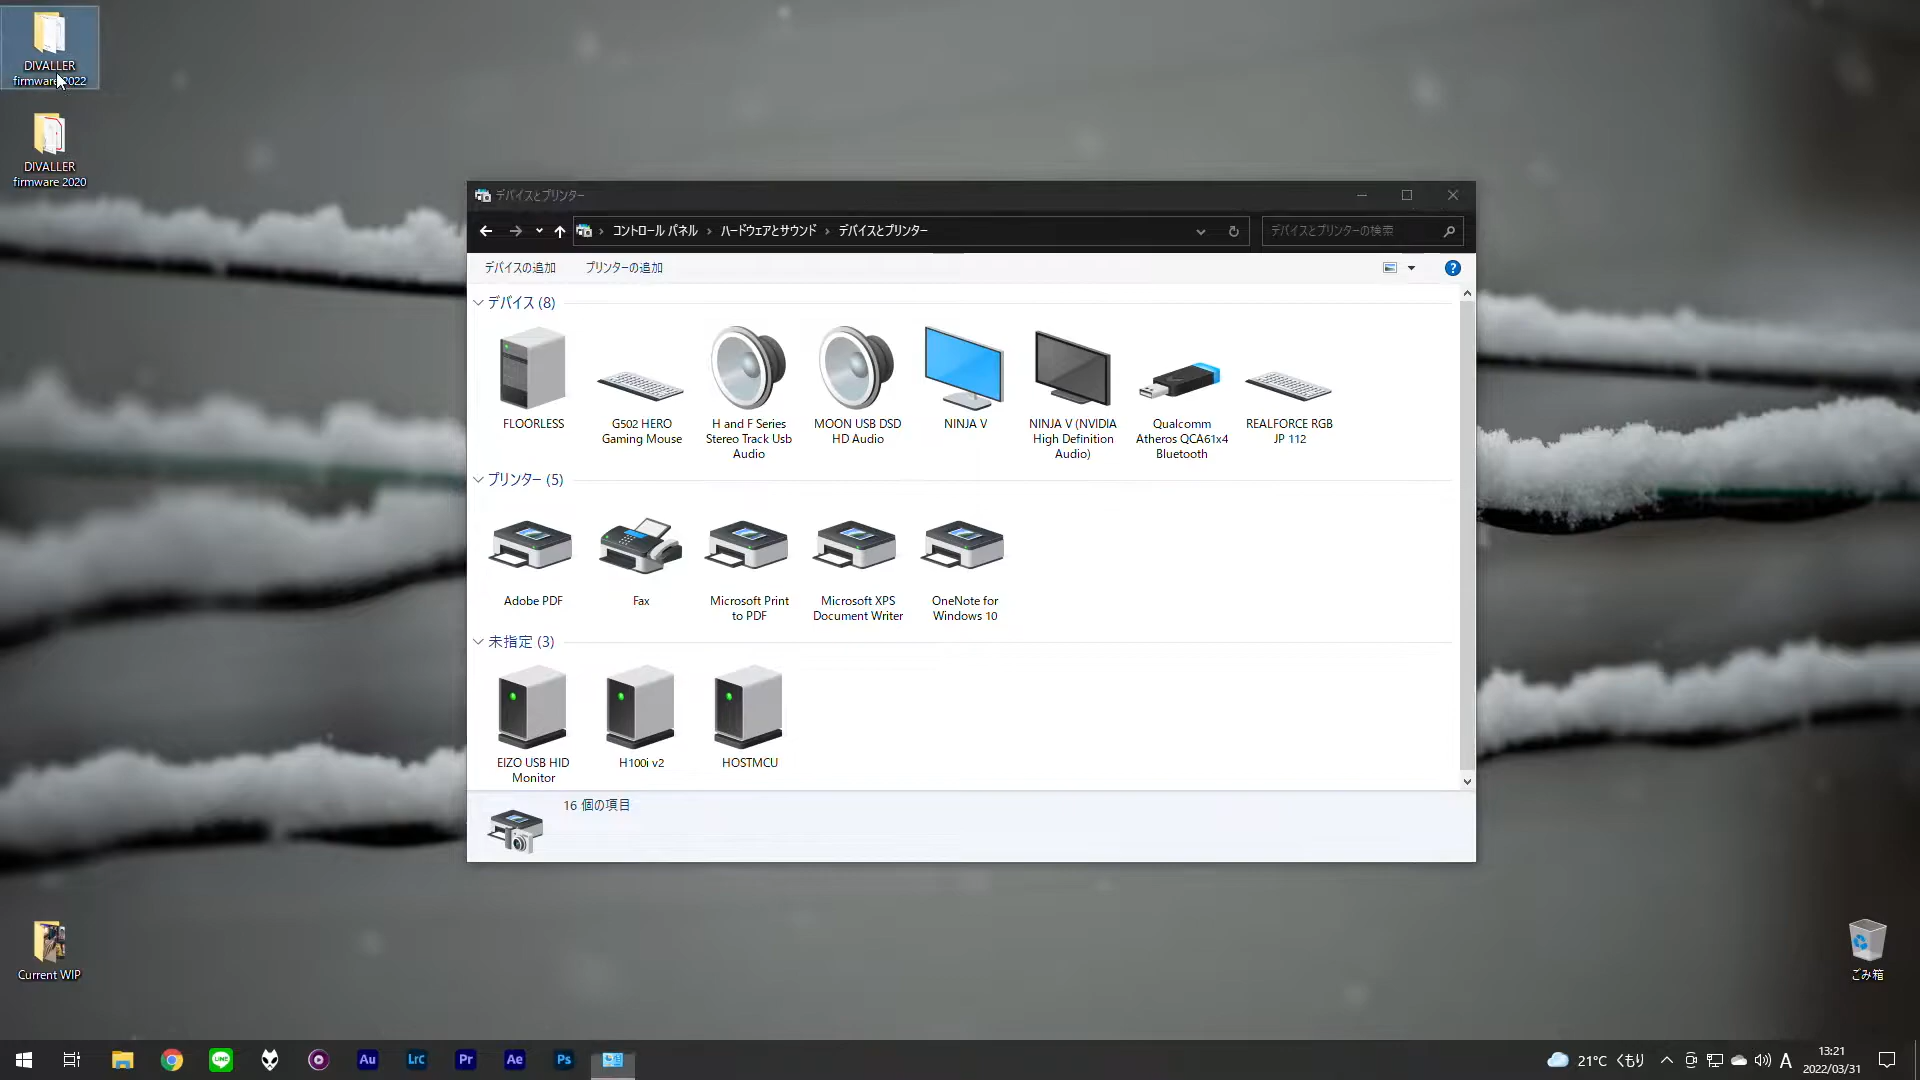 DIVALLER
firmware 2022
DIVALLER
firmware 2020
デバイスとプリンター
コントロール パネル
ハードウェアとサウンド
デバイスとプリンター
デバイスとプリンターの検索
デバイスの追加
プリンターの追加
?
デバイス (8)
FLOORLESS
G502 HERO
Gaming Mouse
H and F Series
Stereo Track Usb
Audio
MOON USB DSD
HD Audio
NINJA V
NINJA V (NVIDIA
High Definition
Audio)
Qualcomm
Atheros QCA61x4
Bluetooth
REALFORCE RGB
JP 112
プリンター (5)
Adobe PDF
Fax
Microsoft Print
to PDF
Microsoft XPS
Document Writer
OneNote for
Windows 10
未指定 (3)
EIZO USB HID
Monitor
H100i v2
HOSTMCU
16 個の項目
Current WIP
ごみ箱
LINE
Au
Lrc
Pr
Ae
Ps
21°C くもり
A
13:21
2022/03/31